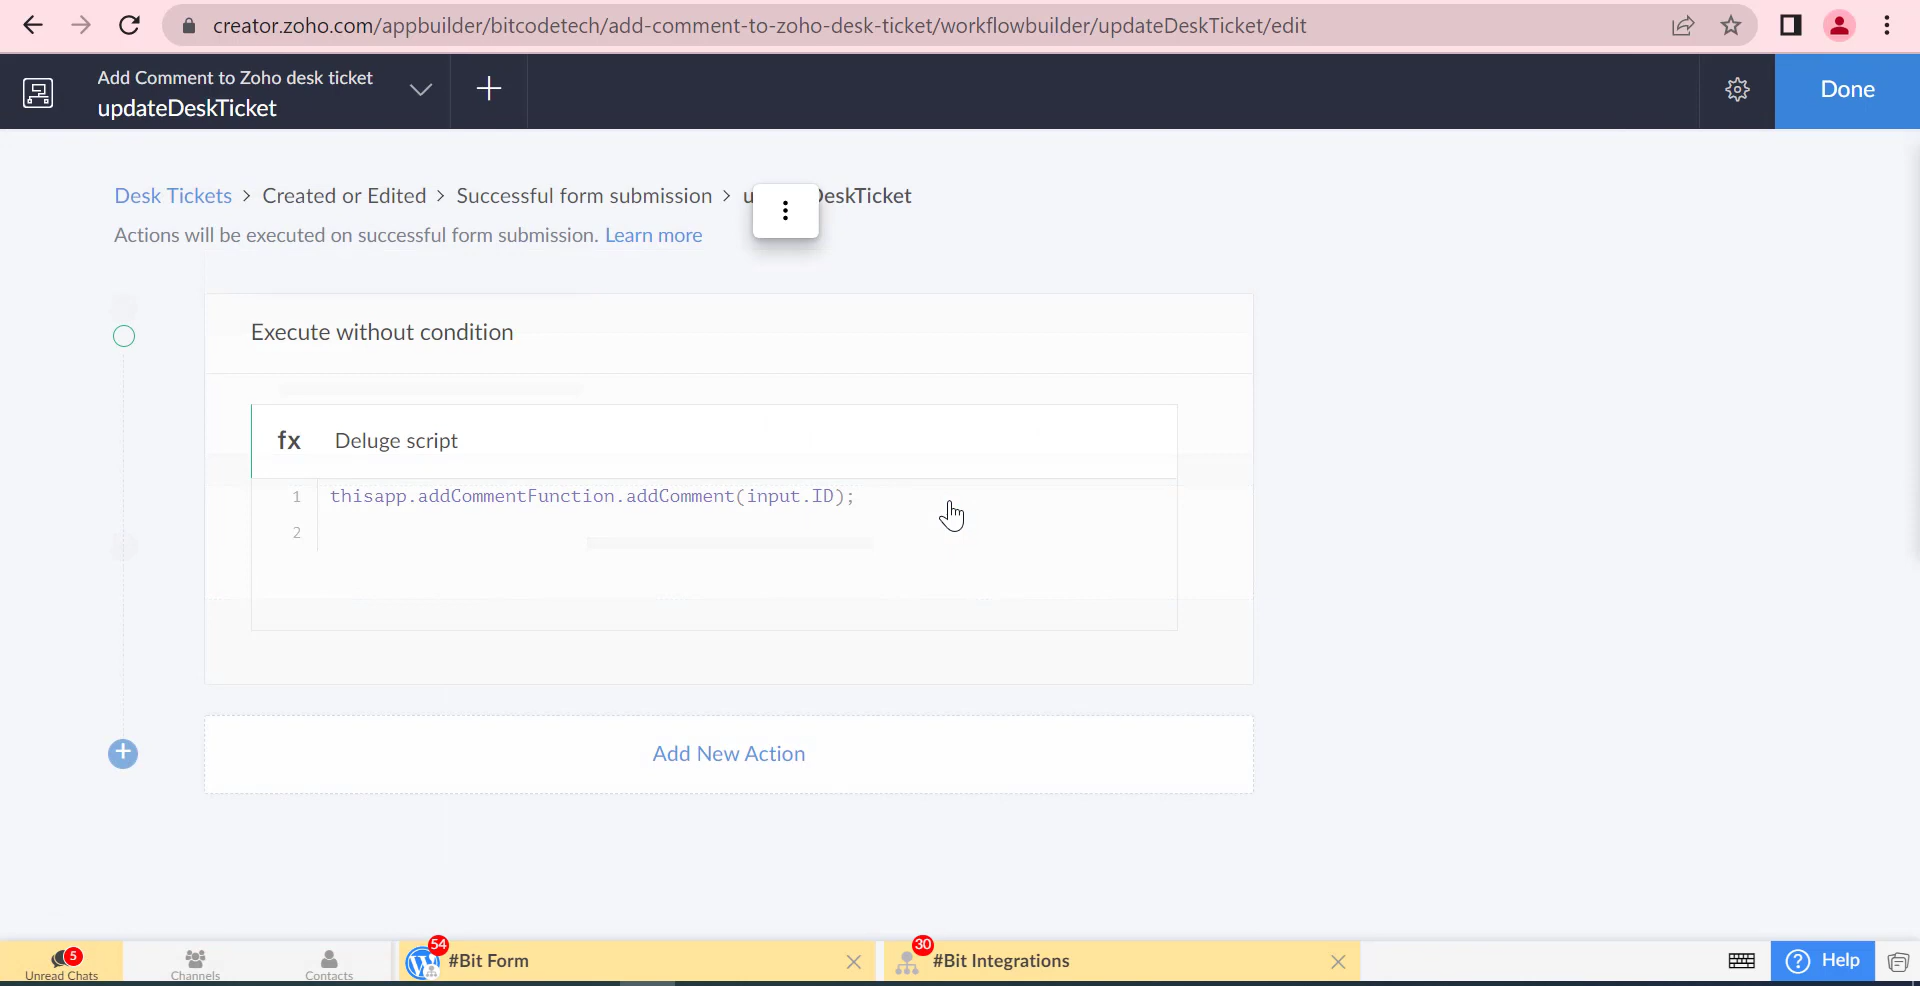 creator.zoho.com/appbuilder/bitcodetech/add-comment-to-zoho-desk-ticket/workflowbuilder/updateDeskTicket/edit
Add Comment to Zoho desk ticket
updateDeskTicket
Done
Desk Tickets > Created or Edited > Successful form submission > u DeskTicket
Actions will be executed on successful form submission. Learn more
Execute without condition
fx Deluge script
1 thisapp.addCommentFunction.addComment(input.ID);
2
Add New Action
5
Unread Chats
Channels
Contacts
54
#Bit Form
30
#Bit Integrations
Help